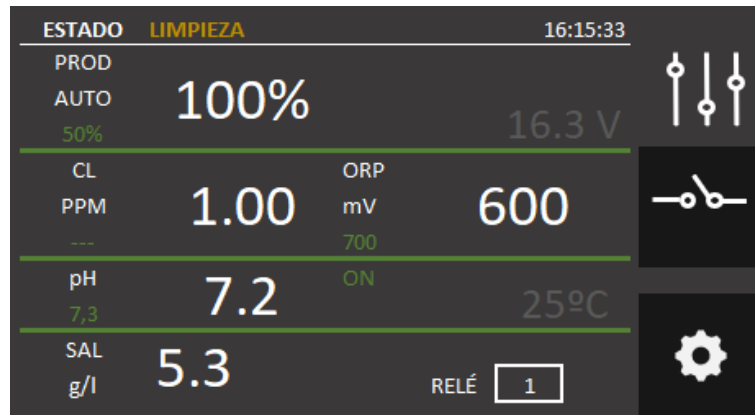 ESTADO LIMPIEZA 16:15:33
PROD
AUTO 100%
50% 16.3 V
CL ORP
PPM 1.00 mV 600
--- 700
pH 7.2 ON
7,3 25ºC
SAL 5.3
g/l RELÉ 1